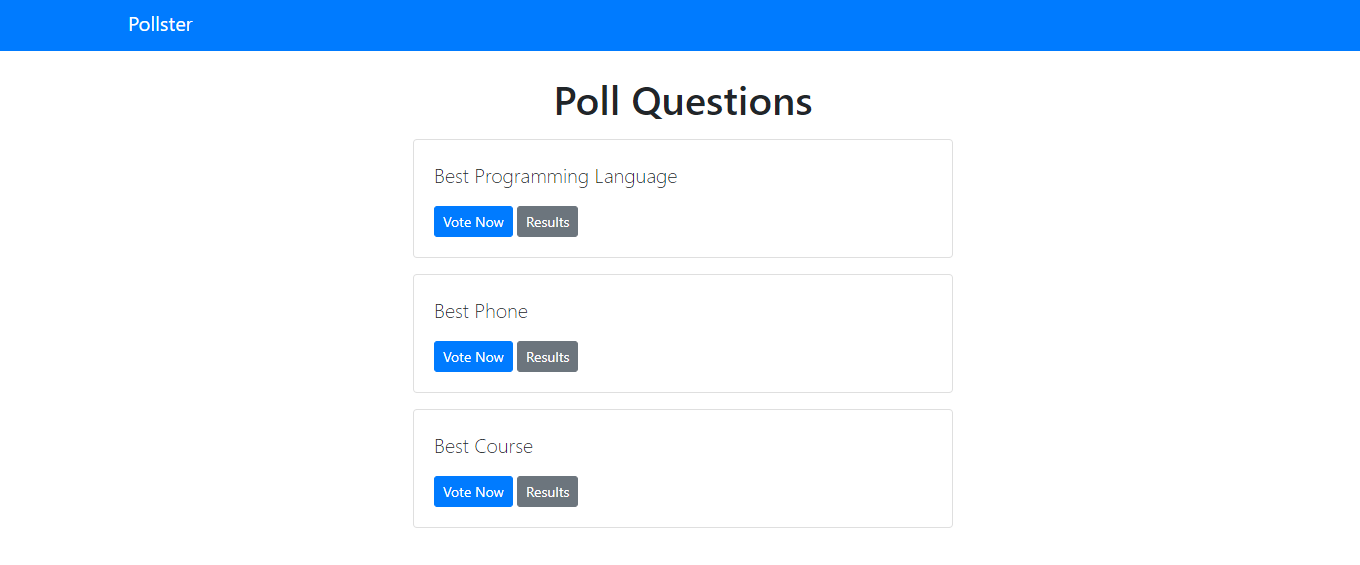 Pollster
Poll Questions
Best Programming Language
Vote Now Results
Best Phone
Vote Now Results
Best Course
Vote Now Results